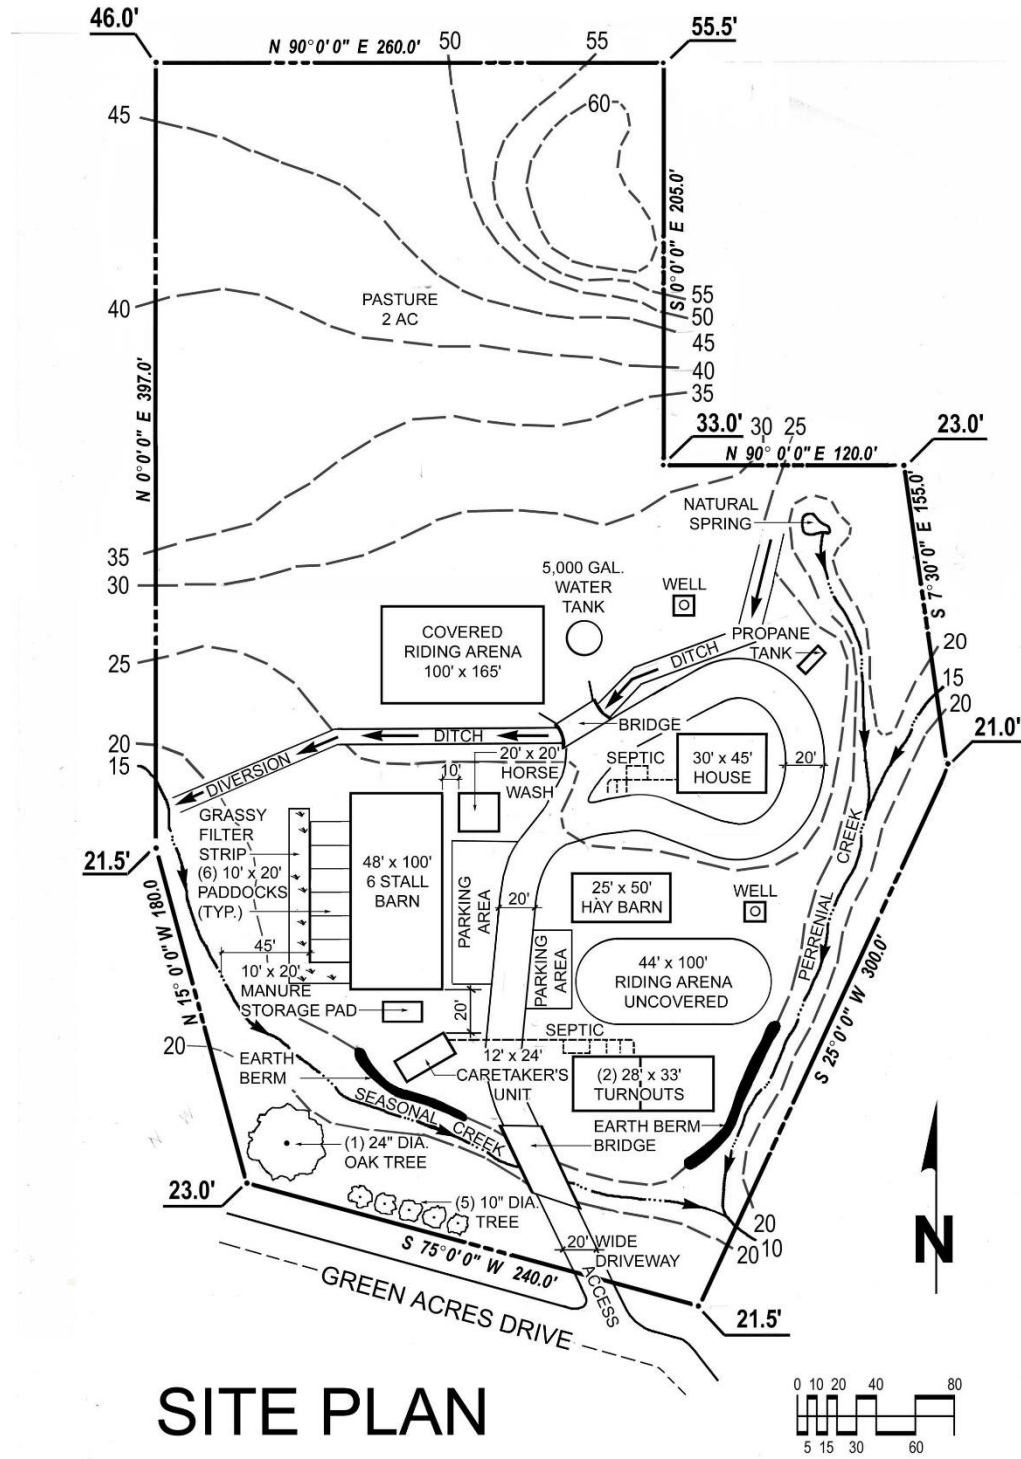 46.0'
N 90° 0' 0" E 260.0'
50
55
55.5'
45
60
S 0° 0' 0" E 205.0'
40
PASTURE
2 AC
55
50
45
40
35
N 0° 0' 0" E 397.0'
33.0'
30
25
23.0'
N 90° 0' 0" E 120.0'
S 7° 30' 0" E 155.0'
NATURAL
SPRING
35
30
5,000 GAL.
WATER
TANK
WELL
COVERED
RIDING ARENA
100' x 165'
PROPANE
TANK
DITCH
20
15
20
25
BRIDGE
21.0'
20
15
DITCH
DIVERSION
20' x 20'
HORSE
WASH
10'
SEPTIC
30' x 45'
HOUSE
20'
GRASSY
FILTER
STRIP
(6) 10' x 20'
PADDOCKS
(TYP.)
48' x 100'
6 STALL
BARN
PARKING
AREA
20'
25' x 50'
HAY BARN
WELL
PERRENIAL
CREEK
21.5'
N 15° 0' 0" W 180.0'
45'
10' x 20'
MANURE
STORAGE PAD
PARKING
AREA
44' x 100'
RIDING ARENA
UNCOVERED
S 25° 0' 0" W 300.0'
20'
SEPTIC
20
EARTH
BERM
12' x 24'
CARETAKER'S
UNIT
(2) 28' x 33'
TURNOUTS
SEASONAL
CREEK
EARTH BERM
BRIDGE
N W
(1) 24" DIA.
OAK TREE
23.0'
(5) 10" DIA.
TREE
20
10
20
20' WIDE
DRIVEWAY
ACCESS
S 75° 0' 0" W 240.0'
GREEN ACRES DRIVE
21.5'
N
SITE PLAN
0 10 20 40 80
5 15 30 60